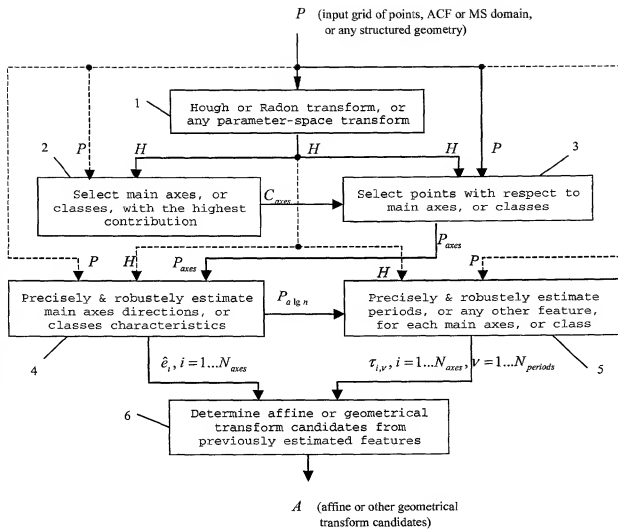 P (input grid of points, ACF or MS domain,
or any structured geometry)
1
Hough or Radon transform, or
any parameter-space transform
2
P
H
H
H
P
3
Select main axes, or
classes, with the highest
contribution
C_axes
Select points with respect to
main axes, or classes
P_axes
P
H
P_axes
H
P
Precisely & robustely estimate
main axes directions, or
classes characteristics
P_a lg n
Precisely & robustely estimate
periods, or any other feature,
for each main axes, or class
4
ê_i, i = 1...N_axes
τ_i,ν, i = 1...N_axes, ν = 1...N_periods
5
6
Determine affine or geometrical
transform candidates from
previously estimated features
A (affine or other geometrical
transform candidates)